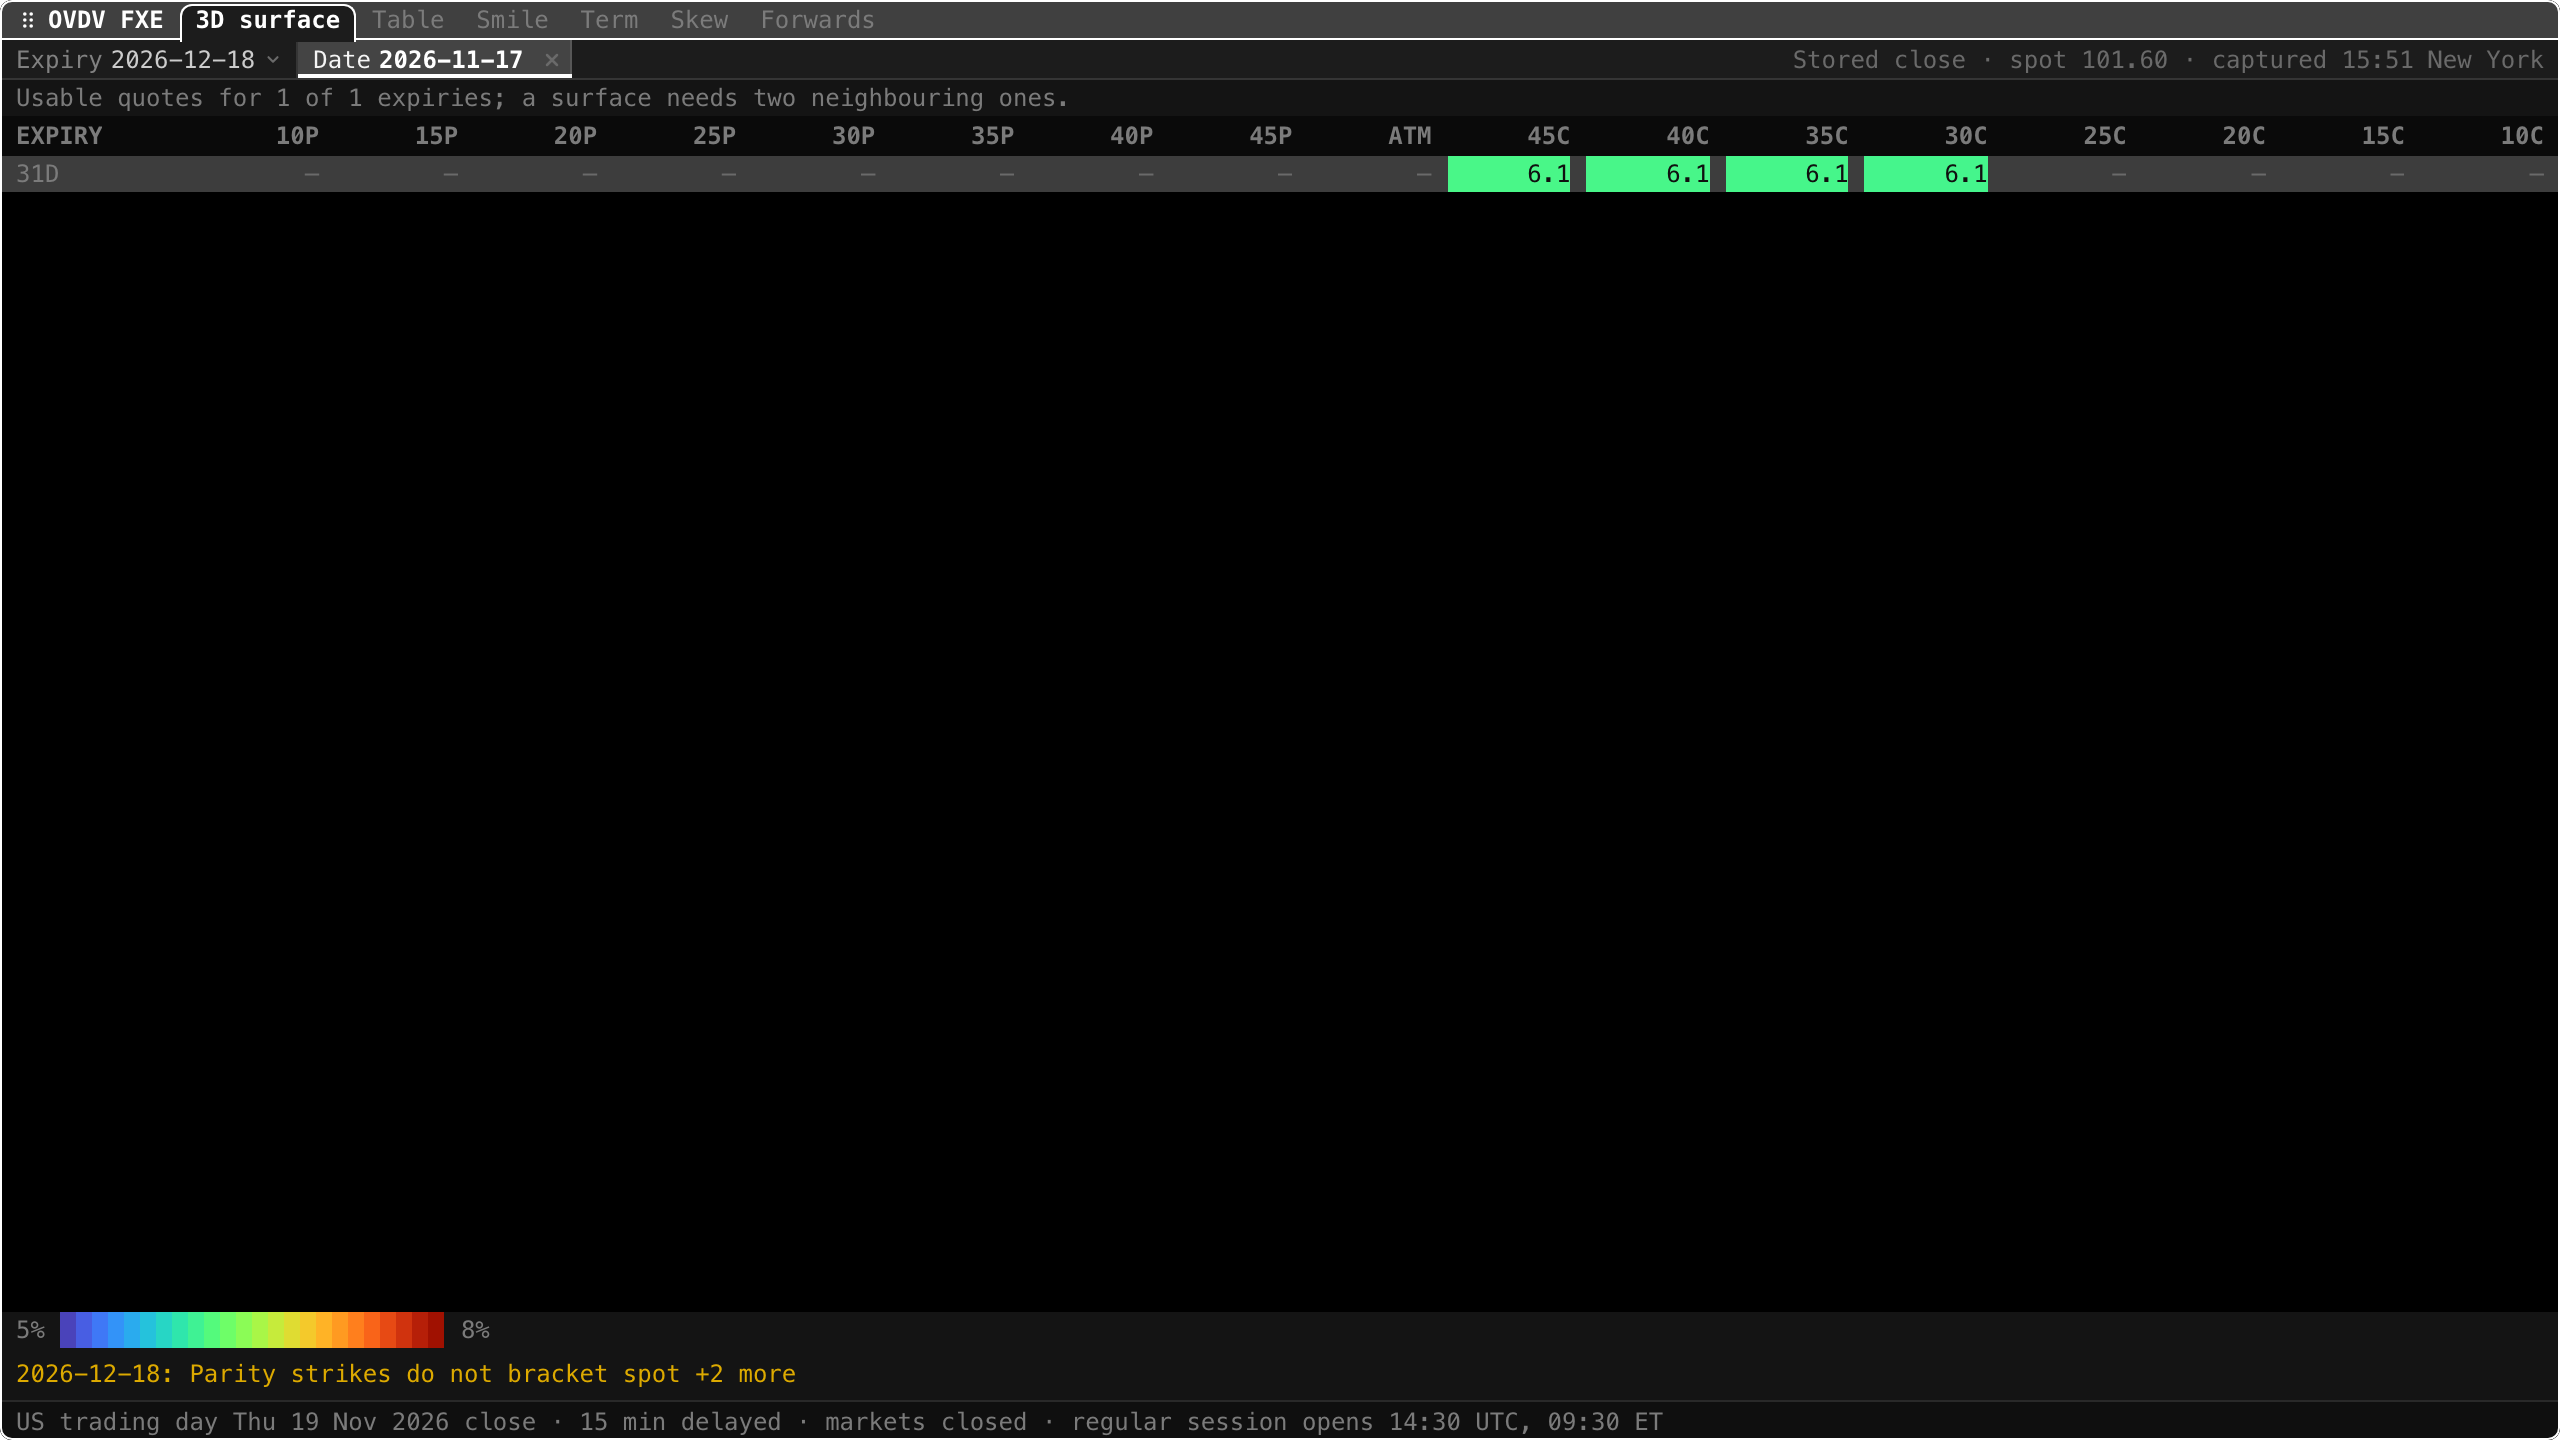 ⠿ OVDV FXE 3D surface Table Smile Term Skew Forwards
Expiry 2026-12-18 Date 2026-11-17 × Stored close · spot 101.60 · captured 15:51 New York
Usable quotes for 1 of 1 expiries; a surface needs two neighbouring ones.
EXPIRY 10P 15P 20P 25P 30P 35P 40P 45P ATM 45C 40C 35C 30C 25C 20C 15C 10C
31D — — — — — — — — — 6.1 6.1 6.1 6.1 — — — —
5% 8%
2026-12-18: Parity strikes do not bracket spot +2 more
US trading day Thu 19 Nov 2026 close · 15 min delayed · markets closed · regular session opens 14:30 UTC, 09:30 ET